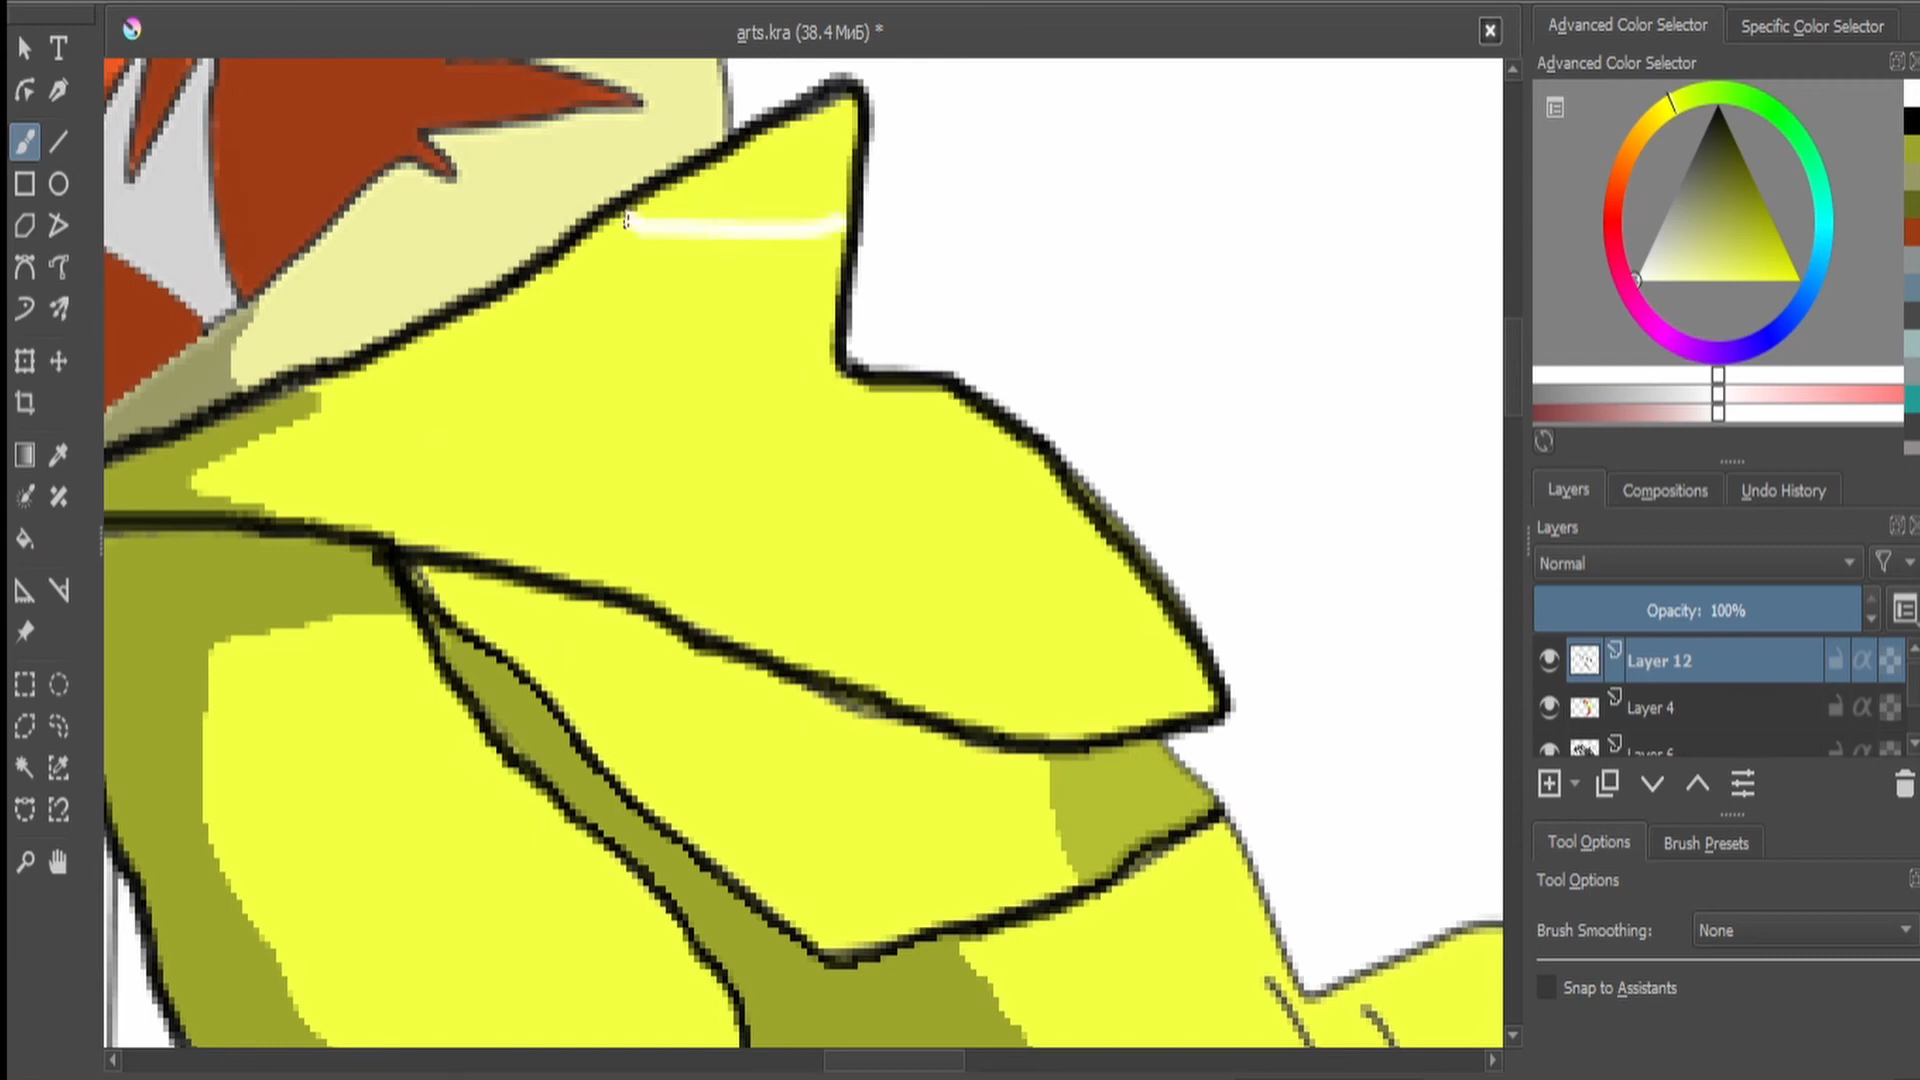 arts.kra (38.4 МиБ) *
Advanced Color Selector
Specific Color Selector
Advanced Color Selector
Layers
Compositions
Undo History
Layers
Normal
Opacity: 100%
Layer 12
Layer 4
Layer 6
Tool Options
Brush Presets
Tool Options
Brush Smoothing:
None
Snap to Assistants